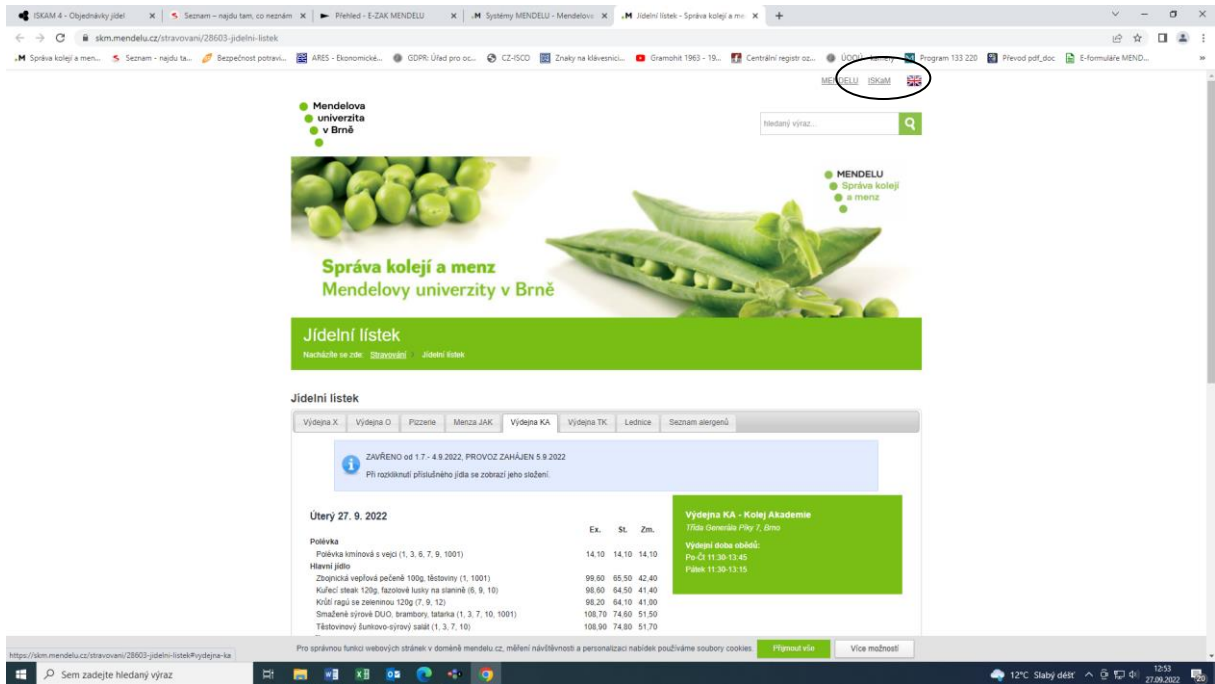 ISKAM 4 - Objednávky jídel
Seznam – najdu tam, co neznám
Přehled - E-ZAK MENDELU
Systémy MENDELU - Mendelova
Jídelní lístek - Správa kolejí a me
skm.mendelu.cz/stravovani/28603-jidelni-listek
Správa kolejí a men...
Seznam - najdu ta...
Bezpečnost potravi...
ARES - Ekonomické...
GDPR: Úřad pro oc...
CZ-ISCO
Znaky na klávesnici...
Gramohit 1963 - 19...
Centrální registr oz...
Program 133 220
Převod pdf_doc
E-formuláře MEND...
MENDELU ISKaM
Mendelova
univerzita
v Brně
hledaný výraz...
MENDELU
Správa kolejí
a menz
Správa kolejí a menz
Mendelovy univerzity v Brně
Jídelní lístek
Nacházíte se zde: Stravování Jídelní lístek
Jídelní lístek
Výdejna X Výdejna O Pizzerie Menza JAK Výdejna KA Výdejna TK Lednice Seznam alergenů
ZAVŘENO od 1.7.- 4.9.2022, PROVOZ ZAHÁJEN 5.9.2022
Při rozkliknutí příslušného jídla se zobrazí jeho složení.
Úterý 27. 9. 2022
Ex. St. Zm.
Polévka
Polévka kmínová s vejci (1, 3, 6, 7, 9, 1001) 14,10 14,10 14,10
Hlavní jídlo
Zbojnická vepřová pečeně 100g, těstoviny (1, 1001) 99,60 65,50 42,40
Kuřecí steak 120g, fazolové lusky na slanině (6, 9, 10) 98,60 64,50 41,40
Krůtí ragú se zeleninou 120g (7, 9, 12) 98,20 64,10 41,00
Smažené sýrové DUO, brambory, tatarka (1, 3, 7, 10, 1001) 108,70 74,60 51,50
Těstovinový šunkovo-sýrový salát (1, 3, 7, 10) 108,90 74,80 51,70
Výdejna KA - Kolej Akademie
Třída Generála Píky 7, Brno
Výdejní doba obědů:
Po-Čt 11:30-13:45
Pátek 11:30-13:15
Pro správnou funkci webových stránek v doméně mendelu.cz, měření návštěvnosti a personalizaci nabídek používáme soubory cookies.
Přijmout vše
Více možností
https://skm.mendelu.cz/stravovani/28603-jidelni-listek#vydejna-ka
Sem zadejte hledaný výraz
12°C Slabý déšť
12:53
27.09.2022
20